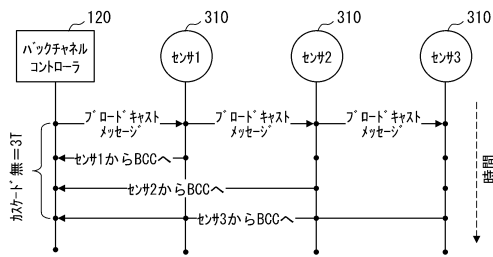 120
310
310
310
バックチャネル
コントローラ
センサ1
センサ2
センサ3
ブロードキャスト
メッセージ
ブロードキャスト
メッセージ
ブロードキャスト
メッセージ
センサ1からBCCへ
センサ2からBCCへ
センサ3からBCCへ
カスケード無=3T
時間